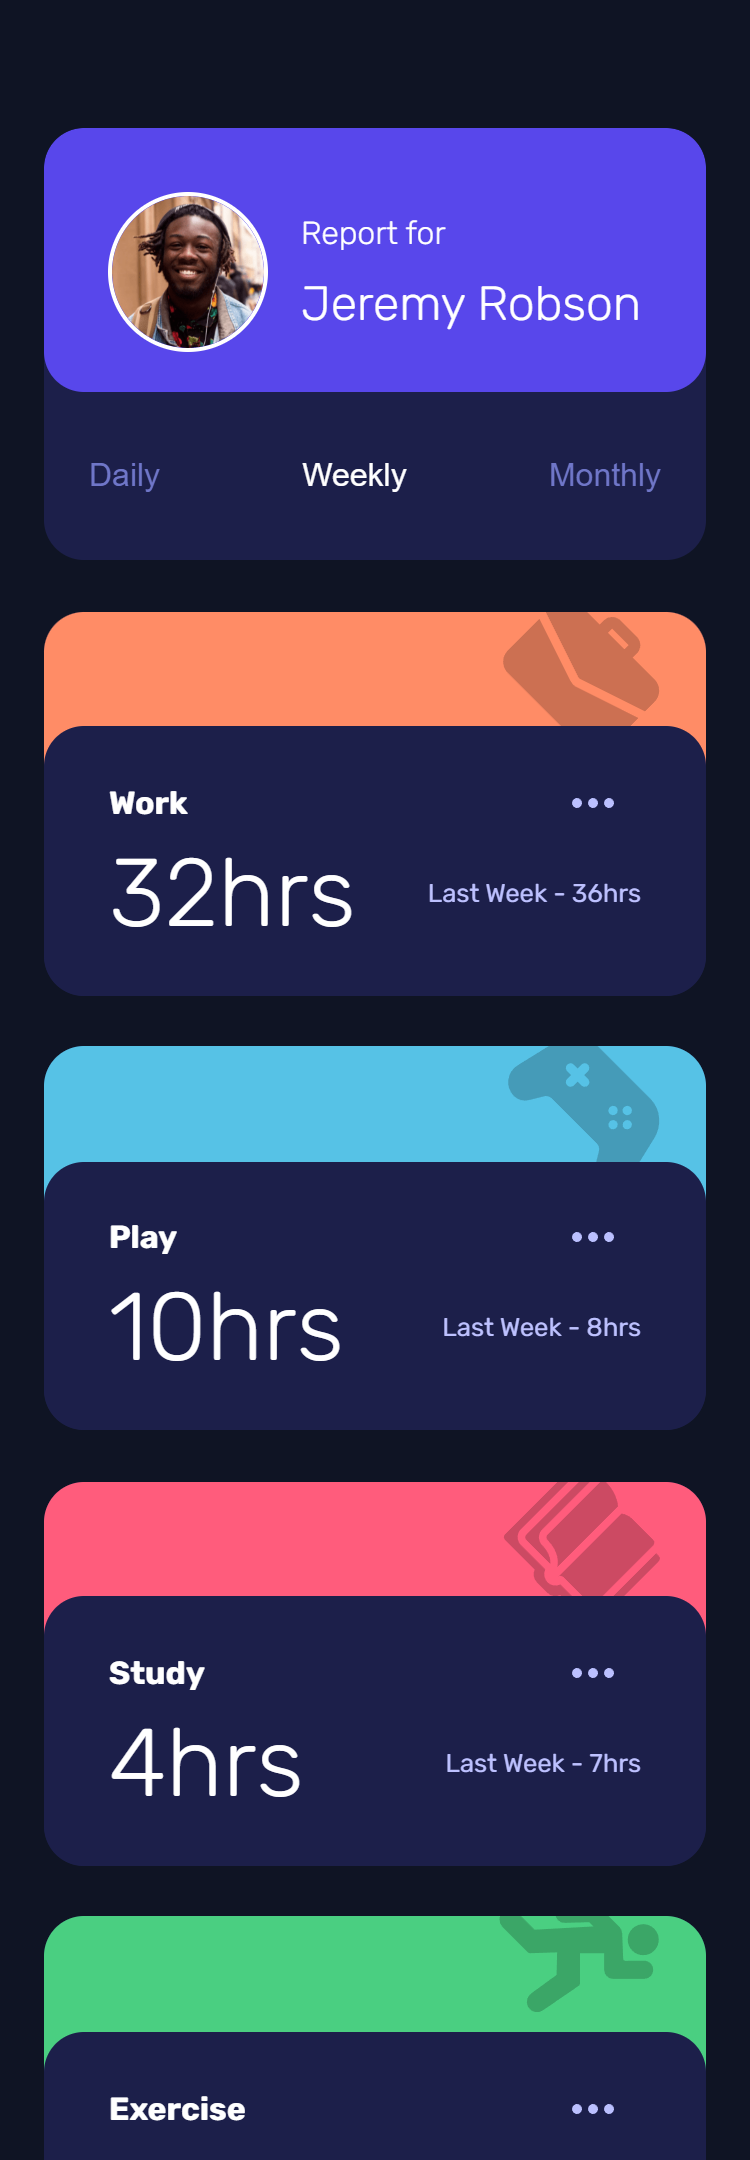 Report for
Jeremy Robson
Daily Weekly Monthly
Work
32hrs Last Week - 36hrs
Play
10hrs Last Week - 8hrs
Study
4hrs Last Week - 7hrs
Exercise